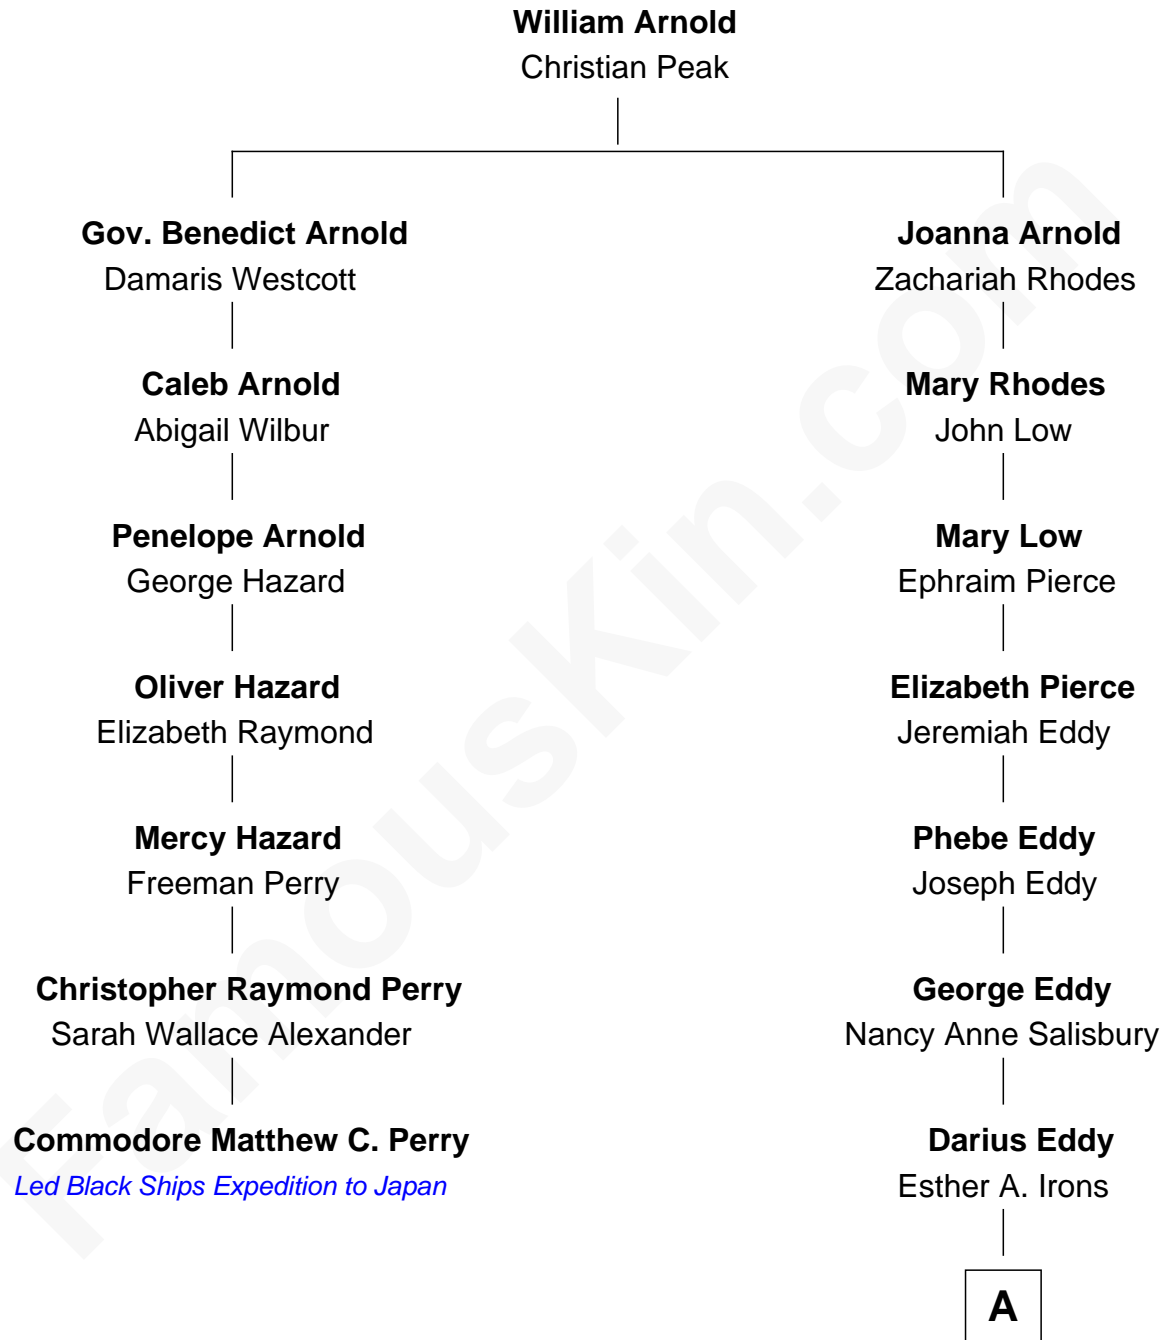 William Arnold
Christian Peak
Gov. Benedict Arnold
Damaris Westcott
Joanna Arnold
Zachariah Rhodes
Caleb Arnold
Abigail Wilbur
Mary Rhodes
John Low
Penelope Arnold
George Hazard
Mary Low
Ephraim Pierce
Oliver Hazard
Elizabeth Raymond
Elizabeth Pierce
Jeremiah Eddy
Mercy Hazard
Freeman Perry
Phebe Eddy
Joseph Eddy
Christopher Raymond Perry
Sarah Wallace Alexander
George Eddy
Nancy Anne Salisbury
Commodore Matthew C. Perry
Led Black Ships Expedition to Japan
Darius Eddy
Esther A. Irons
A
FamousKin.com